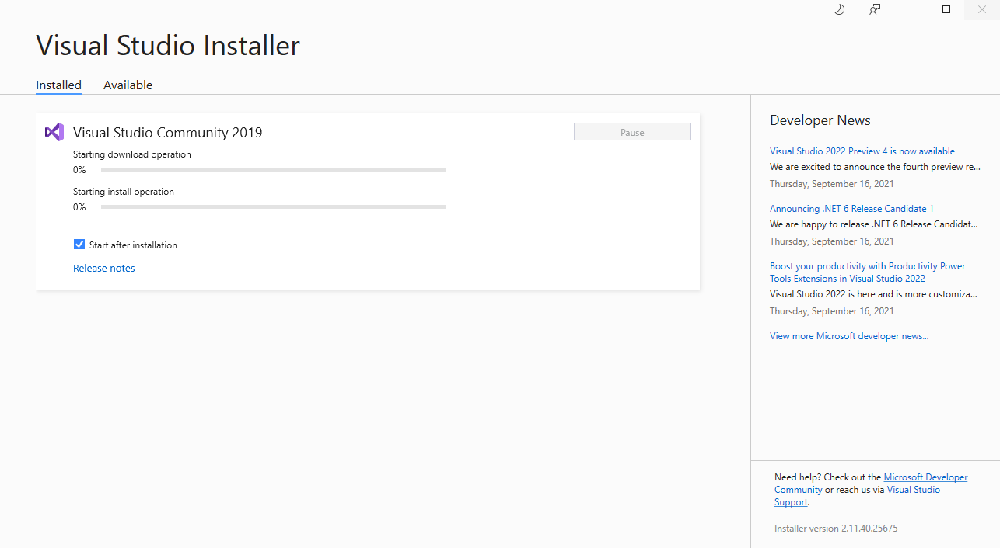 Visual Studio Installer
Installed
Available
Visual Studio Community 2019
Pause
Starting download operation
0%
Starting install operation
0%
Start after installation
Release notes
Developer News
Visual Studio 2022 Preview 4 is now available
We are excited to announce the fourth preview re...
Thursday, September 16, 2021
Announcing .NET 6 Release Candidate 1
We are happy to release .NET 6 Release Candidat...
Thursday, September 16, 2021
Boost your productivity with Productivity Power
Tools Extensions in Visual Studio 2022
Visual Studio 2022 is here and is more customiza...
Thursday, September 16, 2021
View more Microsoft developer news...
Need help? Check out the Microsoft Developer
Community or reach us via Visual Studio
Support.
Installer version 2.11.40.25675